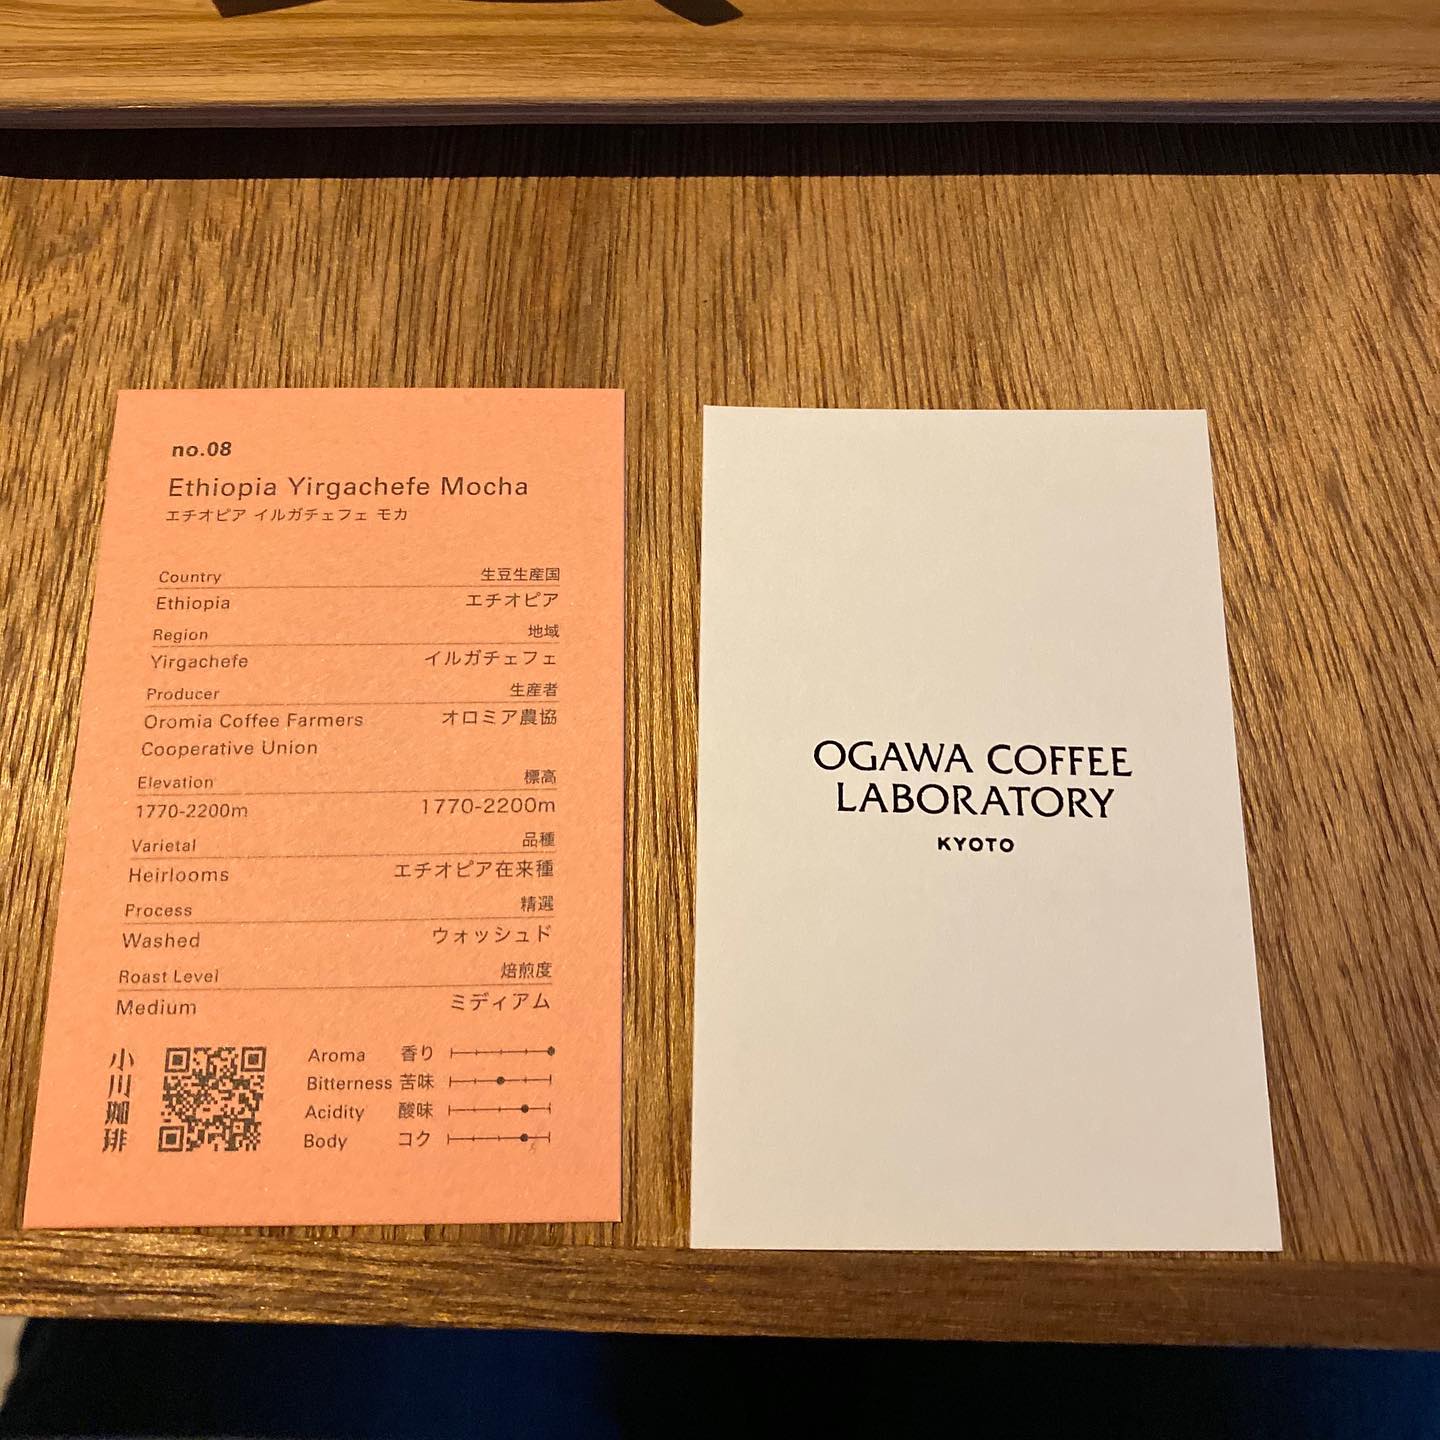 no.08
Ethiopia Yirgachefe Mocha
エチオピア イルガチェフェ モカ
Country 生豆生産国
Ethiopia エチオピア
Region 地域
Yirgachefe イルガチェフェ
Producer 生産者
Oromia Coffee Farmers オロミア農協
Cooperative Union
Elevation 標高
1770-2200m 1770-2200m
Varietal 品種
Heirlooms エチオピア在来種
Process 精選
Washed ウォッシュド
Roast Level 焙煎度
Medium ミディアム
小川珈琲
Aroma 香り
Bitterness 苦味
Acidity 酸味
Body コク
OGAWA COFFEE
LABORATORY
KYOTO